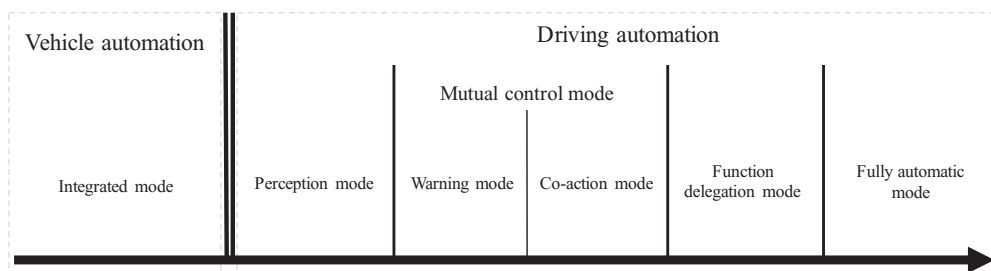 Vehicle automation
Driving automation
Mutual control mode
Integrated mode
Perception mode
Warning mode
Co-action mode
Function
delegation mode
Fully automatic
mode